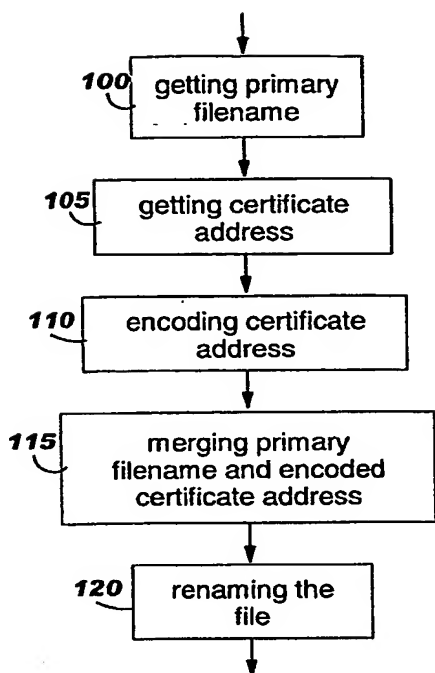 100
getting primary
filename
105
getting certificate
address
110
encoding certificate
address
115
merging primary
filename and encoded
certificate address
120
renaming the
file